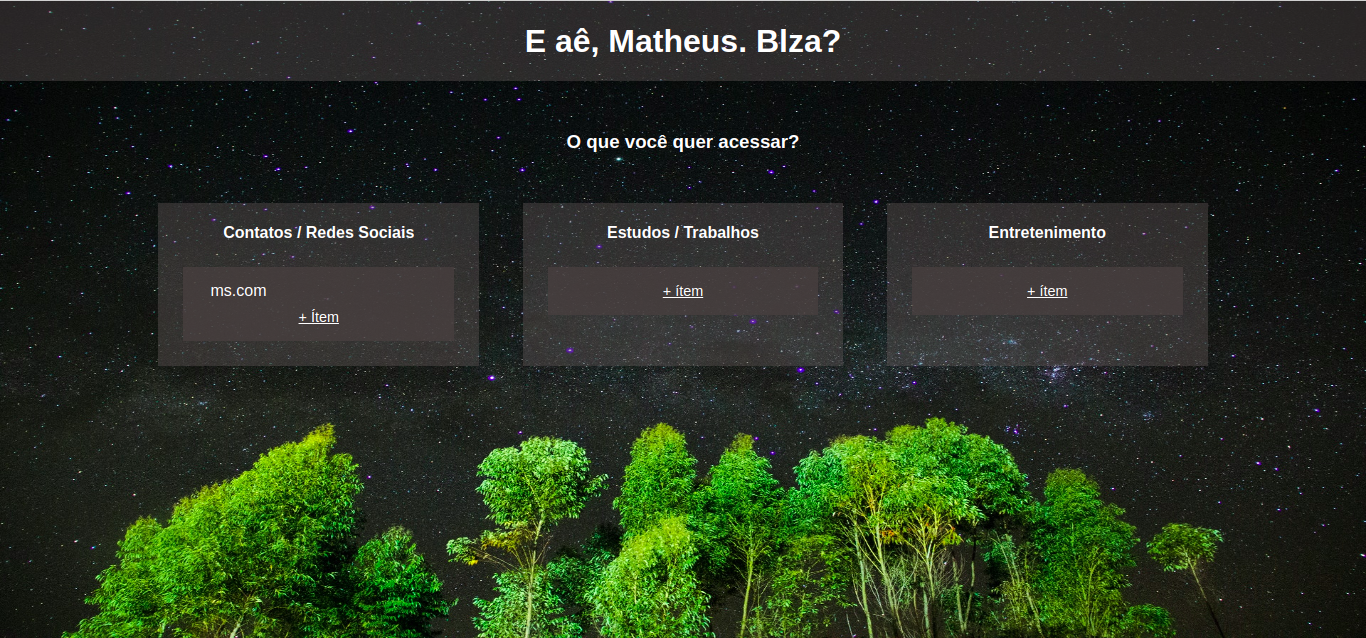 E aê, Matheus. Blza?
O que você quer acessar?
Contatos / Redes Sociais
ms.com
+ Ítem
Estudos / Trabalhos
+ ítem
Entretenimento
+ ítem